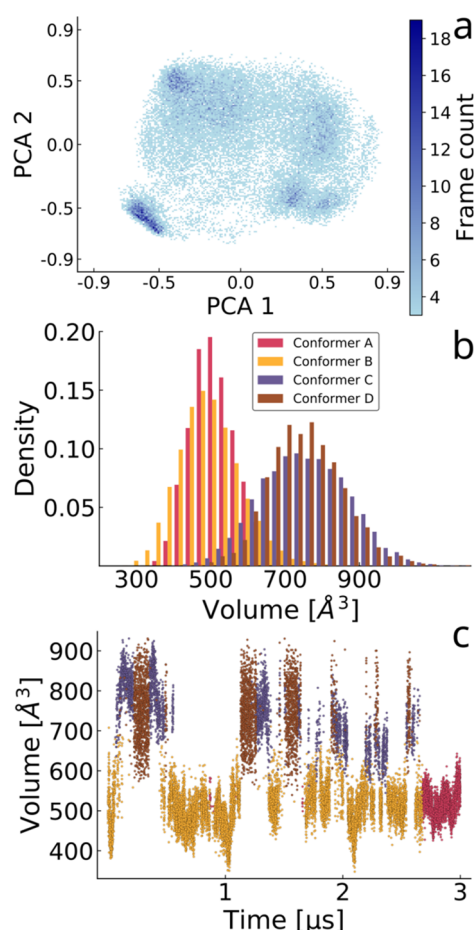 a
0.9
0.5
0.0
-0.5
-0.9
PCA 2
-0.9
-0.5
0.0
0.5
0.9
PCA 1
18
16
14
12
10
8
6
4
Frame count
b
0.20
0.15
0.10
0.05
Density
Conformer A
Conformer B
Conformer C
Conformer D
300 500 700 900
Volume [Å³]
c
900
800
700
600
500
400
Volume [Å³]
1 2 3
Time [μs]